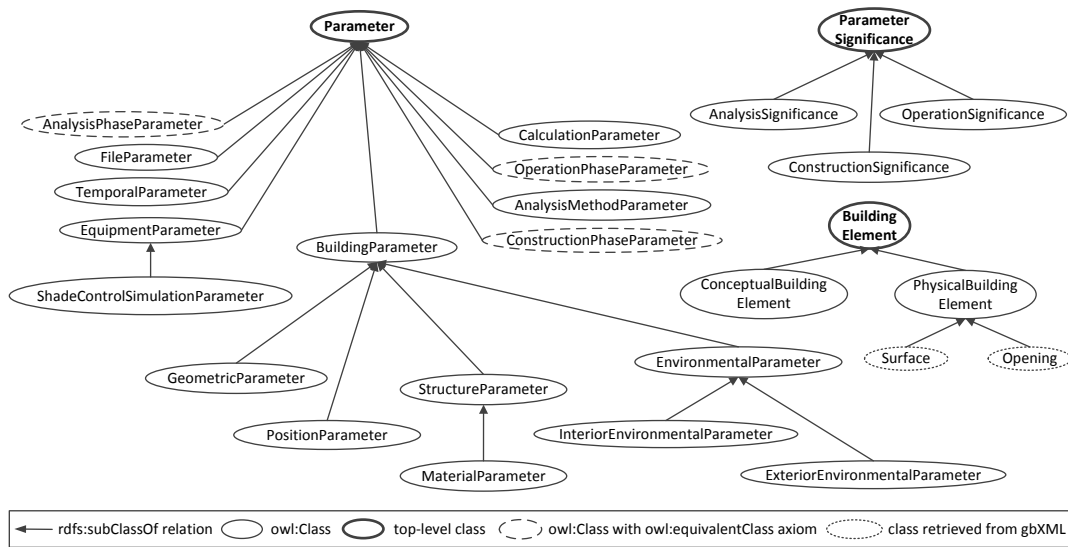 Parameter
Parameter
Significance
AnalysisPhaseParameter
FileParameter
TemporalParameter
EquipmentParameter
ShadeControlSimulationParameter
CalculationParameter
OperationPhaseParameter
AnalysisMethodParameter
ConstructionPhaseParameter
BuildingParameter
AnalysisSignificance
OperationSignificance
ConstructionSignificance
Building
Element
ConceptualBuilding
Element
PhysicalBuilding
Element
Surface
Opening
GeometricParameter
PositionParameter
StructureParameter
MaterialParameter
EnvironmentalParameter
InteriorEnvironmentalParameter
ExteriorEnvironmentalParameter
rdfs:subClassOf relation
owl:Class
top-level class
owl:Class with owl:equivalentClass axiom
class retrieved from gbXML